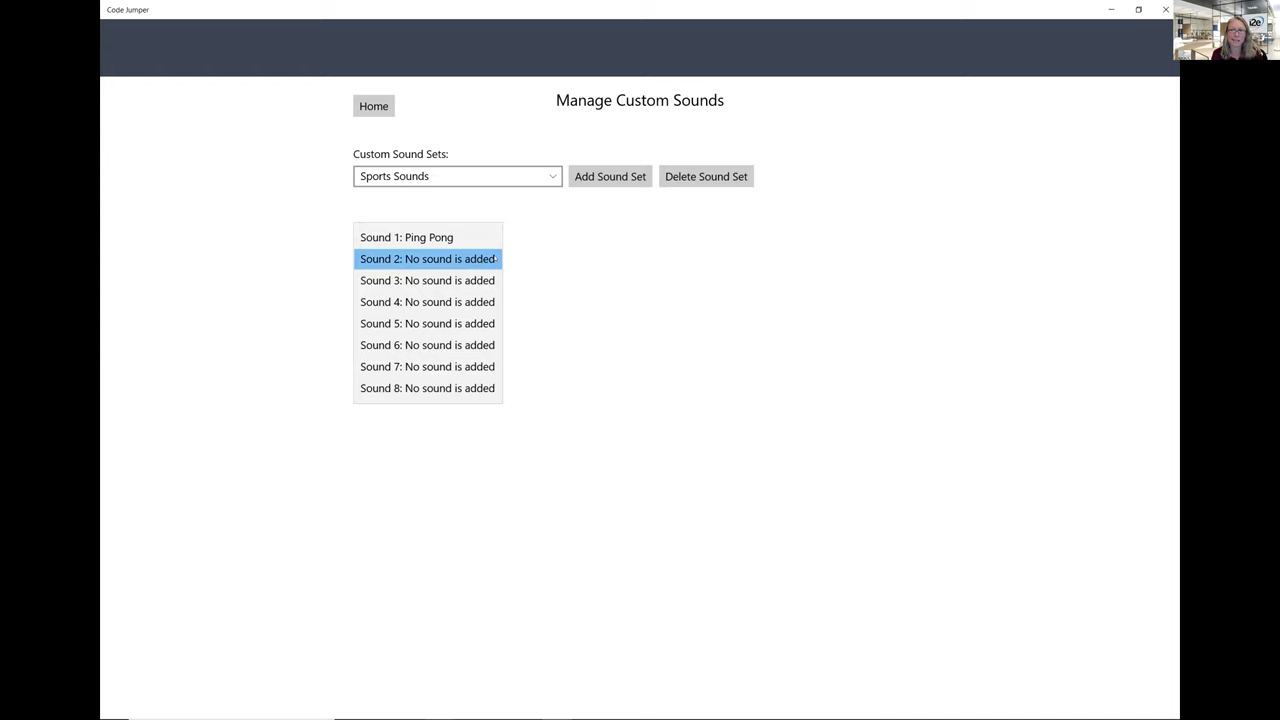 Code Jumper
i2e
Home
Manage Custom Sounds
Custom Sound Sets:
Sports Sounds
Add Sound Set
Delete Sound Set
Sound 1: Ping Pong
Sound 2: No sound is added
Sound 3: No sound is added
Sound 4: No sound is added
Sound 5: No sound is added
Sound 6: No sound is added
Sound 7: No sound is added
Sound 8: No sound is added